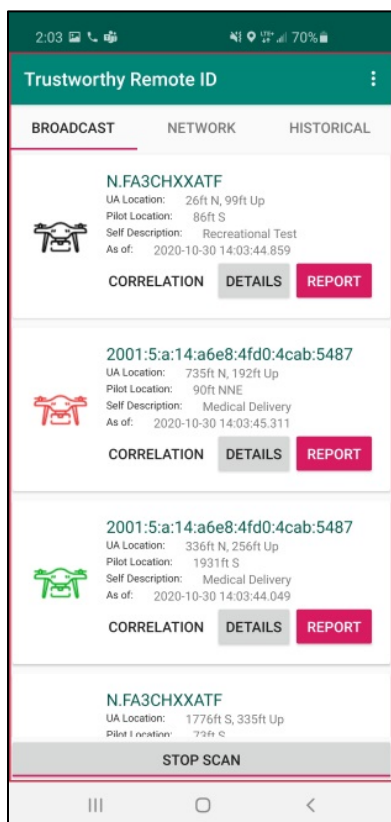 2:03 70%
Trustworthy Remote ID
BROADCAST NETWORK HISTORICAL
N.FA3CHXXATF
UA Location: 26ft N, 99ft Up
Pilot Location: 86ft S
Self Description: Recreational Test
As of: 2020-10-30 14:03:44.859
CORRELATION DETAILS REPORT
2001:5:a:14:a6e8:4fd0:4cab:5487
UA Location: 735ft N, 192ft Up
Pilot Location: 90ft NNE
Self Description: Medical Delivery
As of: 2020-10-30 14:03:45.311
CORRELATION DETAILS REPORT
2001:5:a:14:a6e8:4fd0:4cab:5487
UA Location: 336ft N, 256ft Up
Pilot Location: 1931ft S
Self Description: Medical Delivery
As of: 2020-10-30 14:03:44.049
CORRELATION DETAILS REPORT
N.FA3CHXXATF
UA Location: 1776ft S, 335ft Up
Pilot Location: 73ft S
STOP SCAN